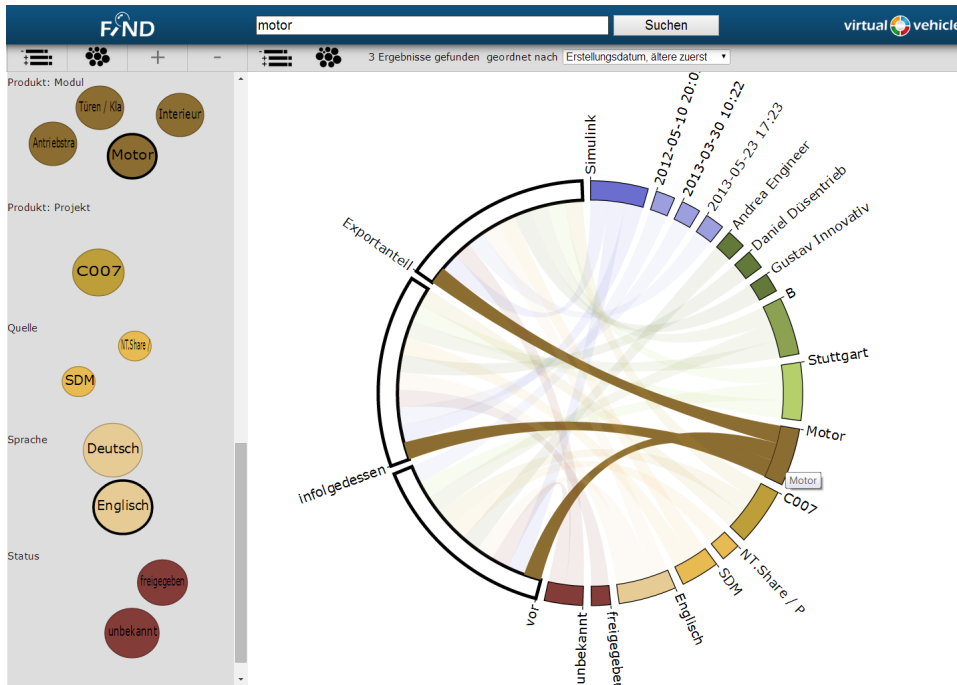 FIND
motor
Suchen
virtual vehicle
+
-
3 Ergebnisse gefunden geordnet nach
Erstellungsdatum, ältere zuerst
Produkt: Modul
Türen / Kla
Interieur
Antriebstra
Motor
Produkt: Projekt
C007
Quelle
NT.Share /
SDM
Sprache
Deutsch
Englisch
Status
freigegeben
unbekannt
Simulink
2012-05-10 20:0
2013-03-30 10:22
2013-05-23 17:23
Andrea Engineer
Daniel Düsentrieb
Gustav Innovativ
B
Stuttgart
Motor
Motor
C007
NT.Share / P
SDM
Englisch
freigegeben
unbekannt
vor
infolgedessen
Exportanteil